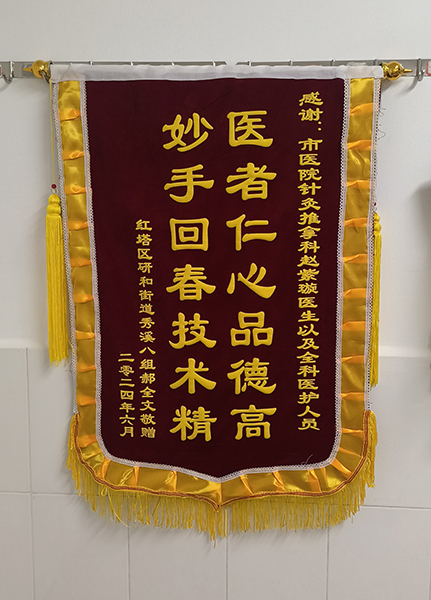 感谢：市医院针灸推拿科赵紫璇医生以及全科医护人员
医者仁心品德高
妙手回春技术精
红塔区研和街道秀溪八组郝全文敬赠
二零二四年六月